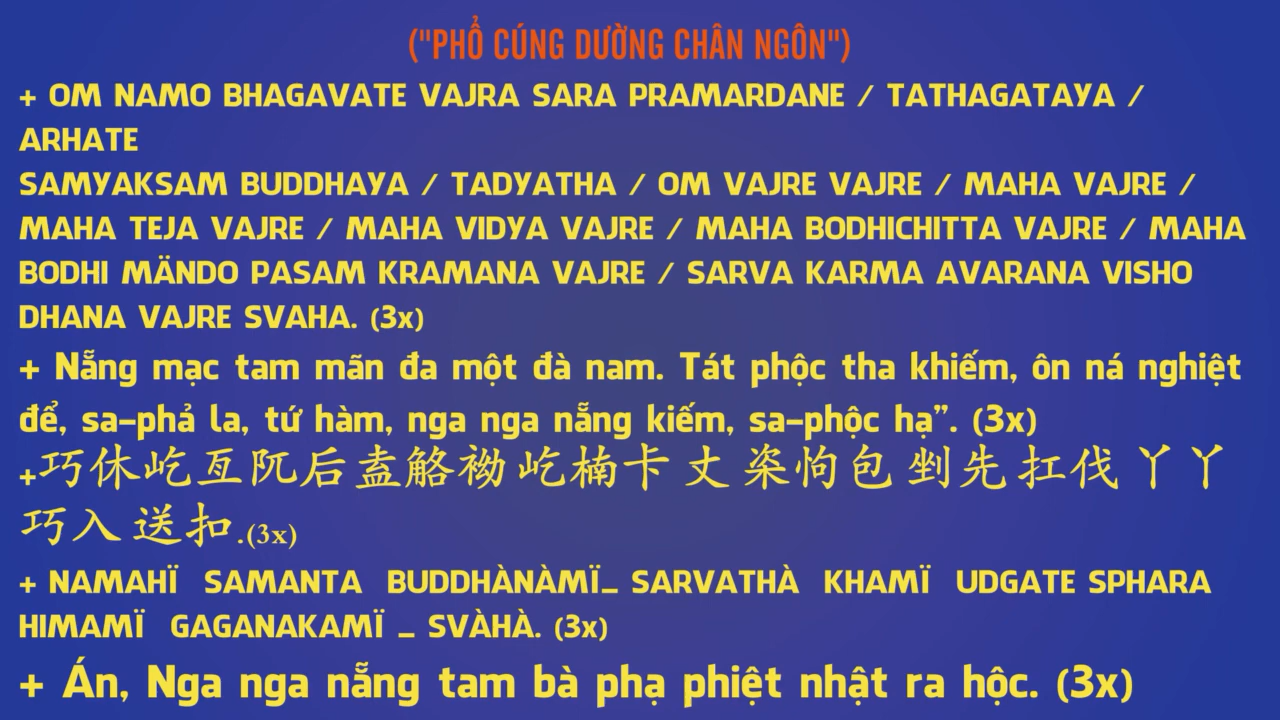 ("PHỔ CÚNG DƯỜNG CHÂN NGÔN")
+ OM NAMO BHAGAVATE VAJRA SARA PRAMARDANE / TATHAGATAYA /
ARHATE
SAMYAKSAM BUDDHAYA / TADYATHA / OM VAJRE VAJRE / MAHA VAJRE /
MAHA TEJA VAJRE / MAHA VIDYA VAJRE / MAHA BODHICHITTA VAJRE / MAHA
BODHI MÄNDO PASAM KRAMANA VAJRE / SARVA KARMA AVARANA VISHO
DHANA VAJRE SVAHA. (3x)
+ Nẵng mạc tam mãn đa một đà nam. Tát phộc tha khiếm, ôn ná nghiệt
để, sa-phả la, tứ hàm, nga nga nẵng kiếm, sa-phộc hạ”. (3x)
+巧休屹亙阢后盍觡袎屹楠卡丈 栥怐包 剉先 扛伐 丫丫
巧入 送扣.(3x)
+ NAMAHÏ SAMANTA BUDDHÀNÀMÏ_ SARVATHÀ KHAMÏ UDGATE SPHARA
HIMAMÏ GAGANAKAMÏ _ SVÀHÀ. (3x)
+ Án, Nga nga nẵng tam bà phạ phiệt nhật ra hộc. (3x)